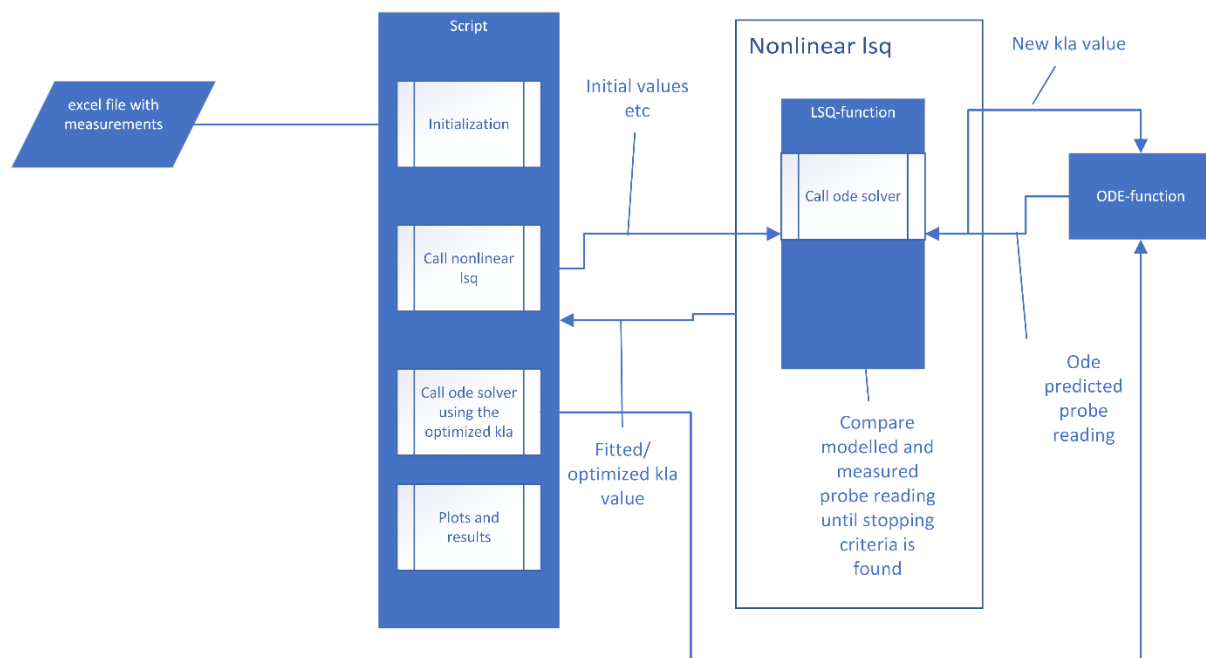 Script
excel file with
measurements
Initialization
Call nonlinear
lsq
Call ode solver
using the
optimized kla
Plots and
results
Initial values
etc
Fitted/
optimized kla
value
Nonlinear lsq
LSQ-function
Call ode solver
Compare
modelled and
measured
probe reading
until stopping
criteria is
found
New kla value
ODE-function
Ode
predicted
probe
reading